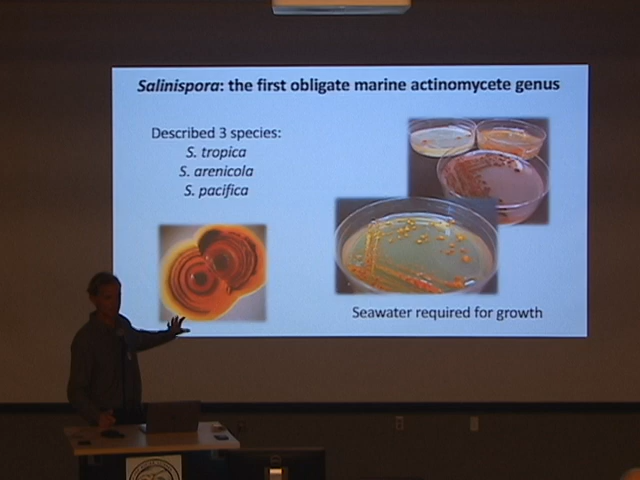 Salinispora: the first obligate marine actinomycete genus
Described 3 species:
S. tropica
S. arenicola
S. pacifica
Seawater required for growth